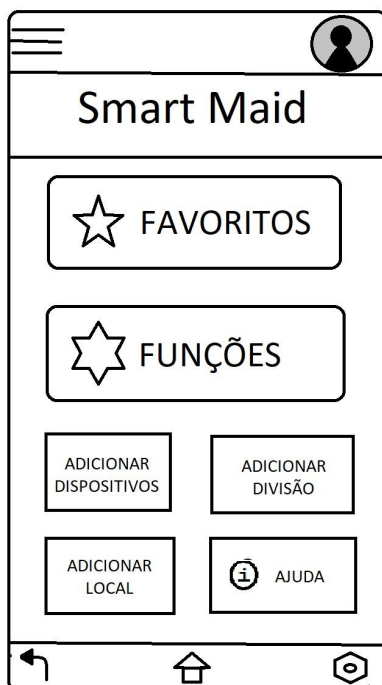 Smart Maid
FAVORITOS
FUNÇÕES
ADICIONAR
DISPOSITIVOS
ADICIONAR
DIVISÃO
ADICIONAR
LOCAL
i AJUDA